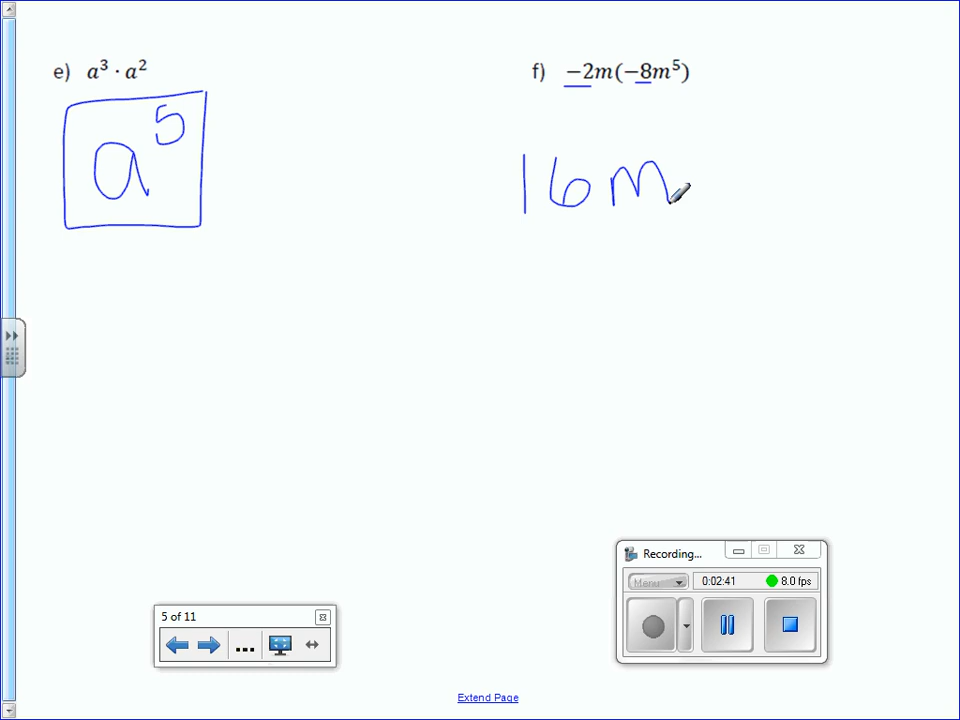 e) a³ · a²
f) −2m(−8m⁵)
a⁵
16m
Recording...
Menu
0:02:41
8.0 fps
5 of 11
...
Extend Page